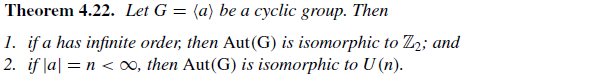 Theorem 4.22. Let G = ⟨a⟩ be a cyclic group. Then
1. if a has infinite order, then Aut(G) is isomorphic to ℤ₂; and
2. if |a| = n < ∞, then Aut(G) is isomorphic to U(n).